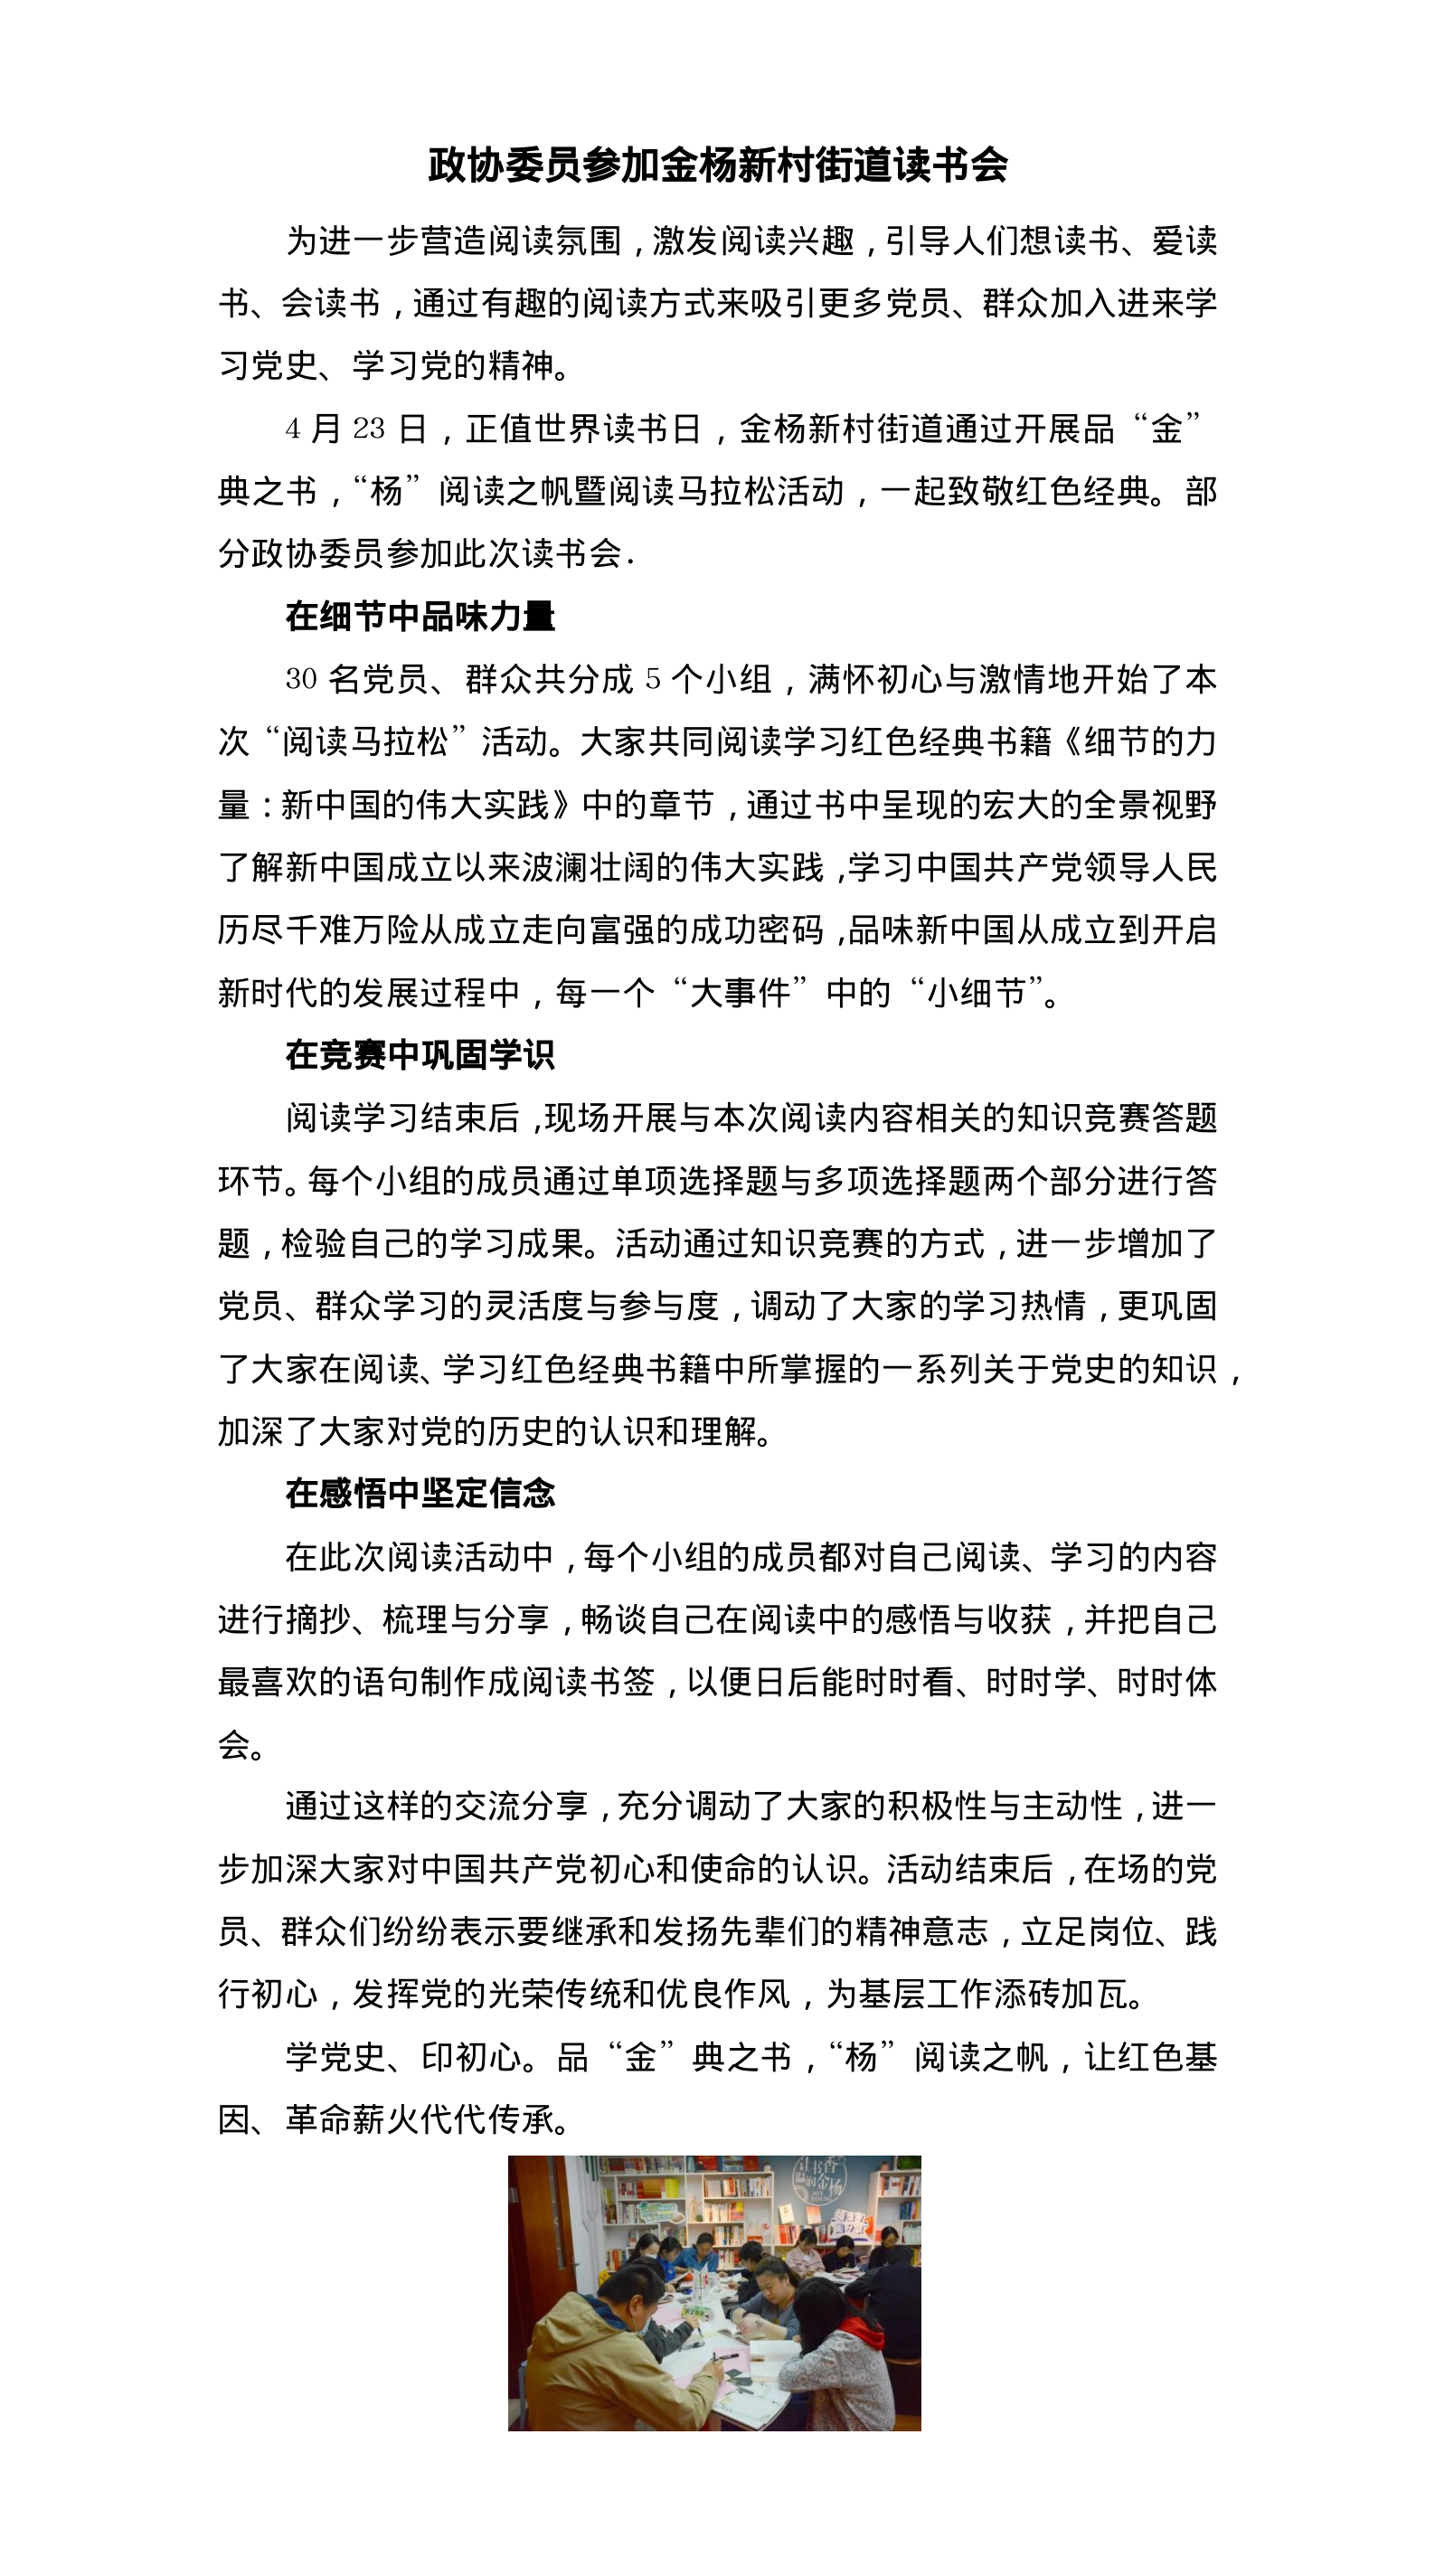 政协委员参加金杨新村街道读书会
为进一步营造阅读氛围，激发阅读兴趣，引导人们想读书、爱读
书、会读书，通过有趣的阅读方式来吸引更多党员、群众加入进来学
习党史、学习党的精神。
4 月 23 日，正值世界读书日，金杨新村街道通过开展品“金”
典之书，“杨”阅读之帆暨阅读马拉松活动，一起致敬红色经典。部
分政协委员参加此次读书会.
在细节中品味力量
30 名党员、群众共分成 5 个小组，满怀初心与激情地开始了本
次“阅读马拉松”活动。大家共同阅读学习红色经典书籍《细节的力
量：新中国的伟大实践》中的章节，通过书中呈现的宏大的全景视野
了解新中国成立以来波澜壮阔的伟大实践，学习中国共产党领导人民
历尽千难万险从成立走向富强的成功密码，品味新中国从成立到开启
新时代的发展过程中，每一个“大事件”中的“小细节”。
在竞赛中巩固学识
阅读学习结束后，现场开展与本次阅读内容相关的知识竞赛答题
环节。每个小组的成员通过单项选择题与多项选择题两个部分进行答
题，检验自己的学习成果。活动通过知识竞赛的方式，进一步增加了
党员、群众学习的灵活度与参与度，调动了大家的学习热情，更巩固
了大家在阅读、学习红色经典书籍中所掌握的一系列关于党史的知识，
加深了大家对党的历史的认识和理解。
在感悟中坚定信念
在此次阅读活动中，每个小组的成员都对自己阅读、学习的内容
进行摘抄、梳理与分享，畅谈自己在阅读中的感悟与收获，并把自己
最喜欢的语句制作成阅读书签，以便日后能时时看、时时学、时时体
会。
通过这样的交流分享，充分调动了大家的积极性与主动性，进一
步加深大家对中国共产党初心和使命的认识。活动结束后，在场的党
员、群众们纷纷表示要继承和发扬先辈们的精神意志，立足岗位、践
行初心，发挥党的光荣传统和优良作风，为基层工作添砖加瓦。
学党史、印初心。品“金”典之书，“杨”阅读之帆，让红色基
因、革命薪火代代传承。
让书香
温润金杨